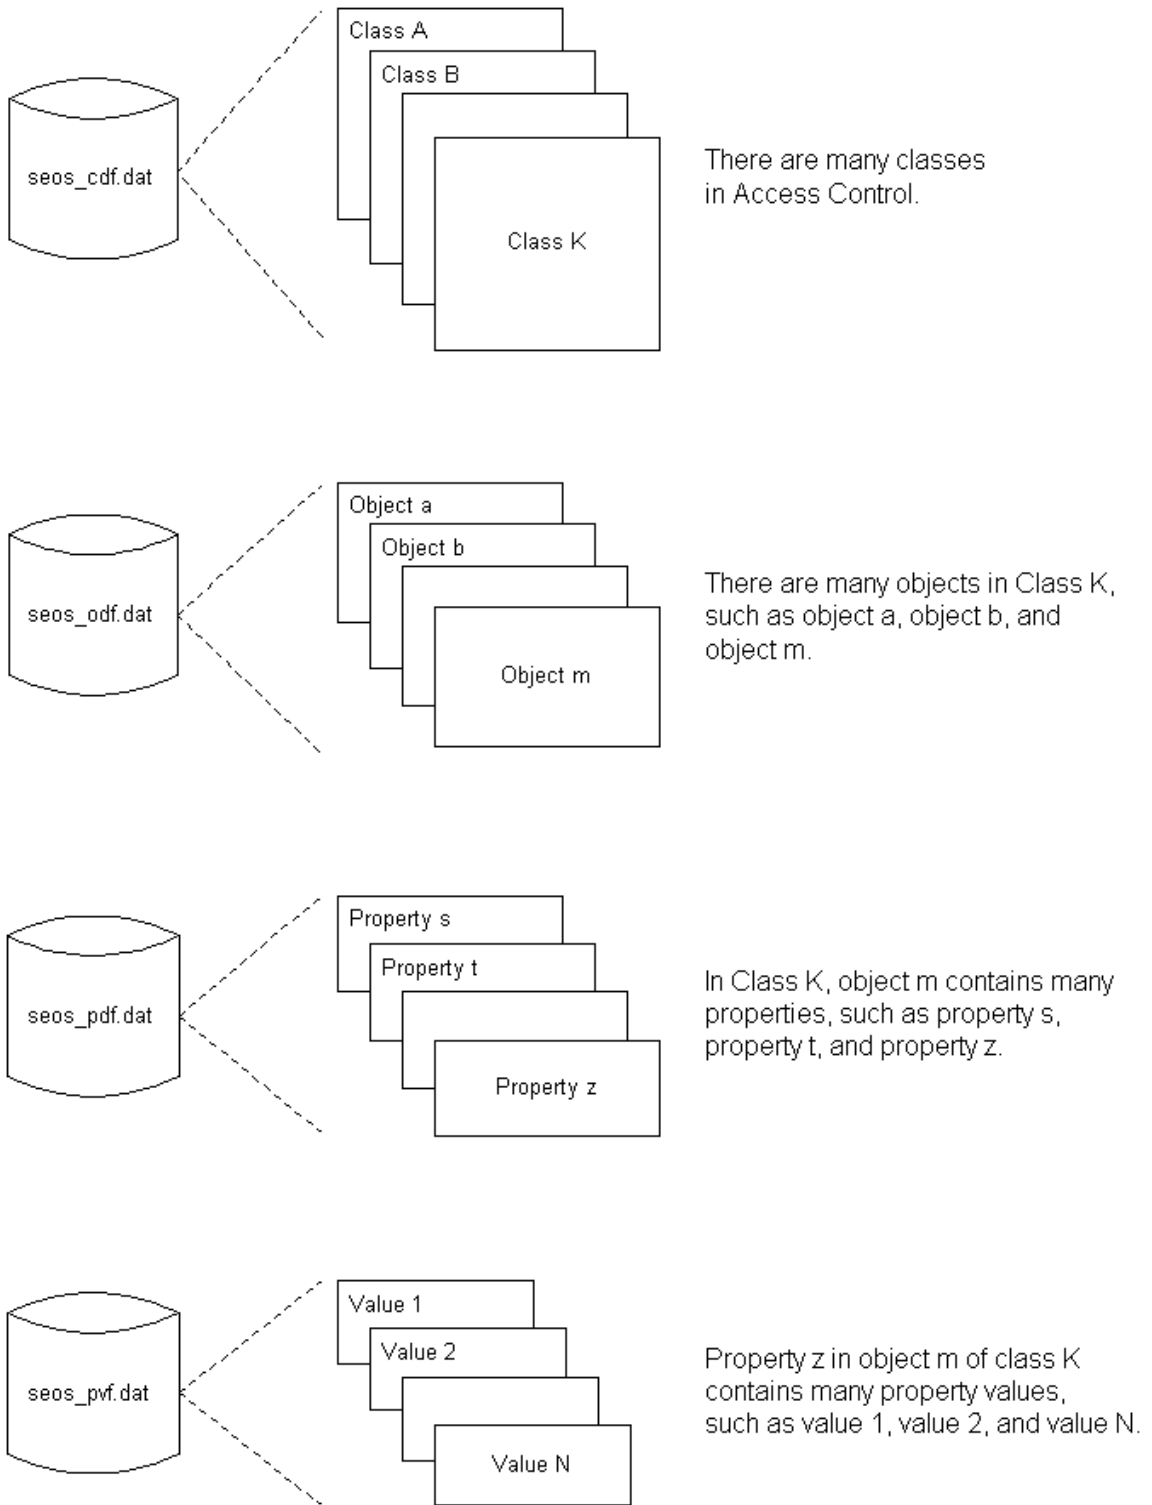 Class A
Class B
Class K
seos_cdf.dat
There are many classes
in Access Control.
Object a
Object b
Object m
seos_odf.dat
There are many objects in Class K,
such as object a, object b, and
object m.
Property s
Property t
Property z
seos_pdf.dat
In Class K, object m contains many
properties, such as property s,
property t, and property z.
Value 1
Value 2
Value N
seos_pvf.dat
Property z in object m of class K
contains many property values,
such as value 1, value 2, and value N.